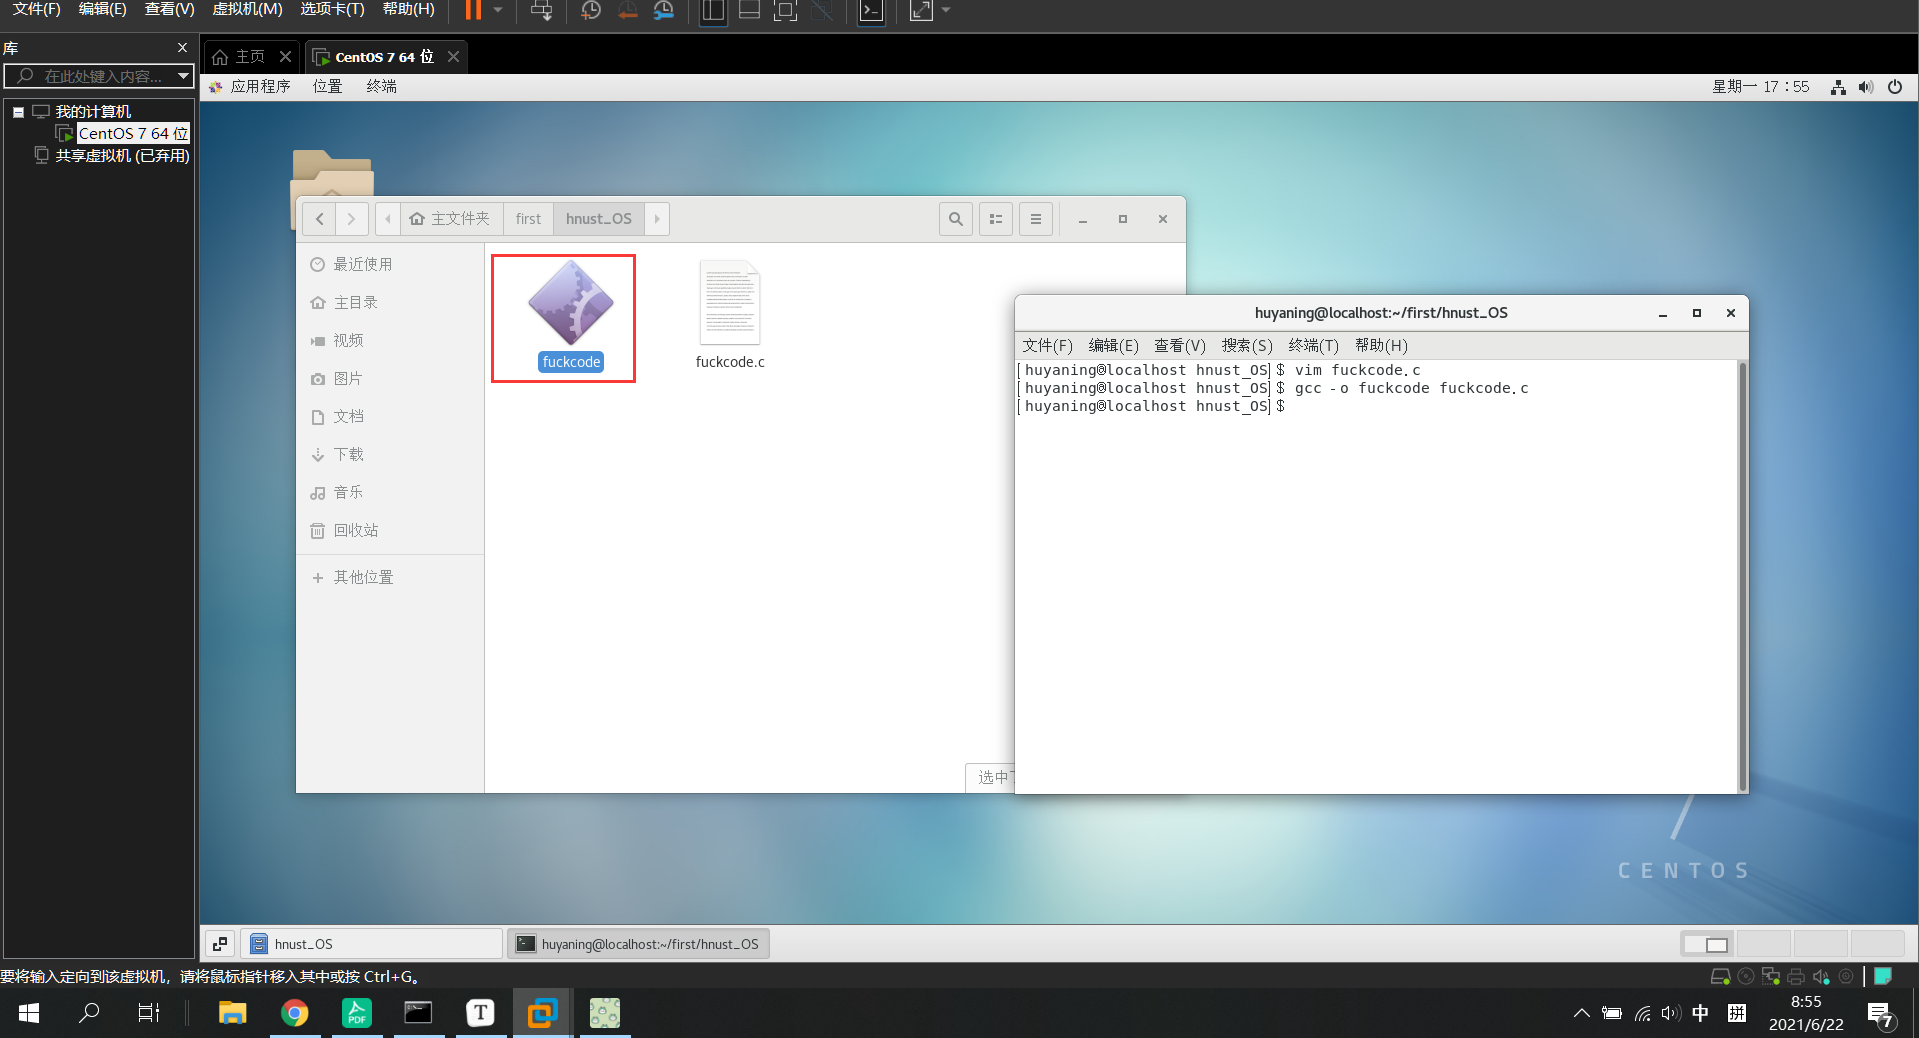 文件(F) 编辑(E) 查看(V) 虚拟机(M) 选项卡(T) 帮助(H)
库
在此处键入内容...
我的计算机
CentOS 7 64 位
共享虚拟机 (已弃用)
主页 CentOS 7 64 位
应用程序 位置 终端
星期一 17：55
主文件夹 first hnust_OS
最近使用
主目录
视频
图片
文档
下载
音乐
回收站
其他位置
fuckcode
fuckcode.c
选中了
huyaning@localhost:~/first/hnust_OS
文件(F) 编辑(E) 查看(V) 搜索(S) 终端(T) 帮助(H)
[huyaning@localhost hnust_OS]$ vim fuckcode.c
[huyaning@localhost hnust_OS]$ gcc -o fuckcode fuckcode.c
[huyaning@localhost hnust_OS]$
7
CENTOS
hnust_OS
huyaning@localhost:~/first/hnust_OS
要将输入定向到该虚拟机，请将鼠标指针移入其中或按 Ctrl+G。
PDF
T
中
拼
8:55
2021/6/22
7